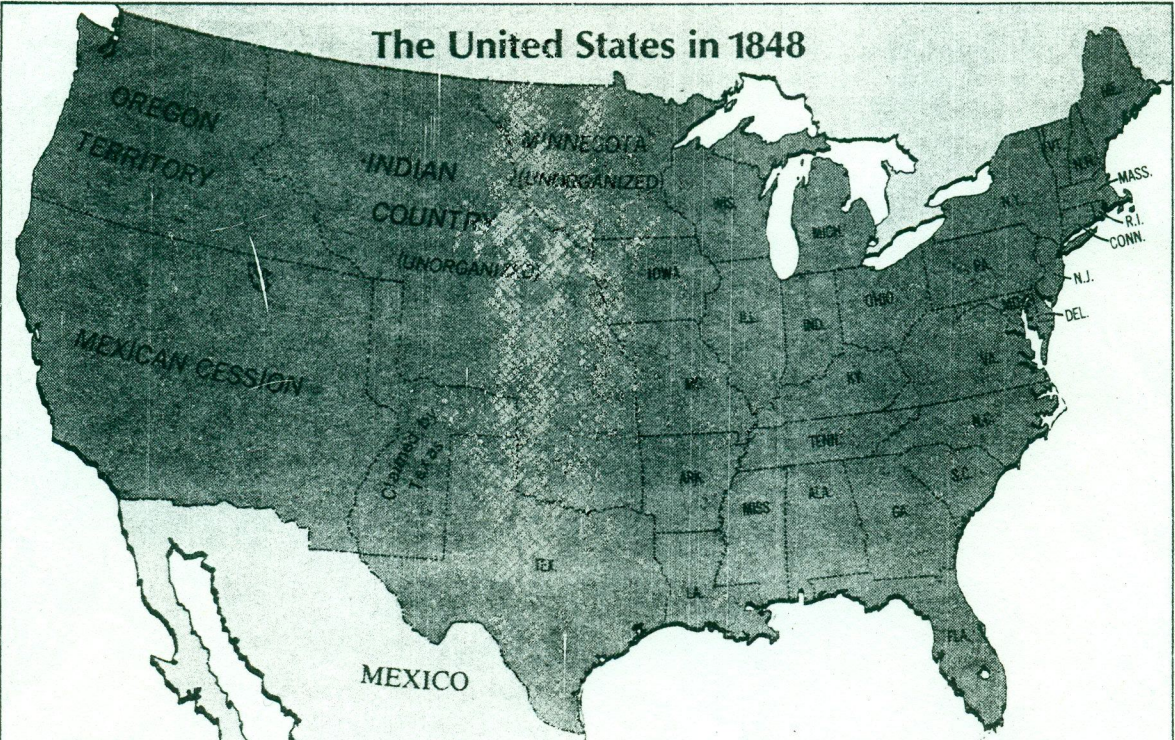 The United States in 1848
OREGON
TERRITORY
INDIAN
COUNTRY
(UNORGANIZED)
MINNESOTA
(UNORGANIZED)
MEXICAN CESSION
Claimed by
Texas
WIS.
MICH.
IOWA
ILL.
IND.
OHIO
MO.
KY.
TENN.
ARK.
MISS.
ALA.
GA.
LA.
TEX.
FLA.
S.C.
N.C.
VA.
MD.
PA.
N.Y.
VT.
N.H.
ME.
MASS.
R.I.
CONN.
N.J.
DEL.
MEXICO